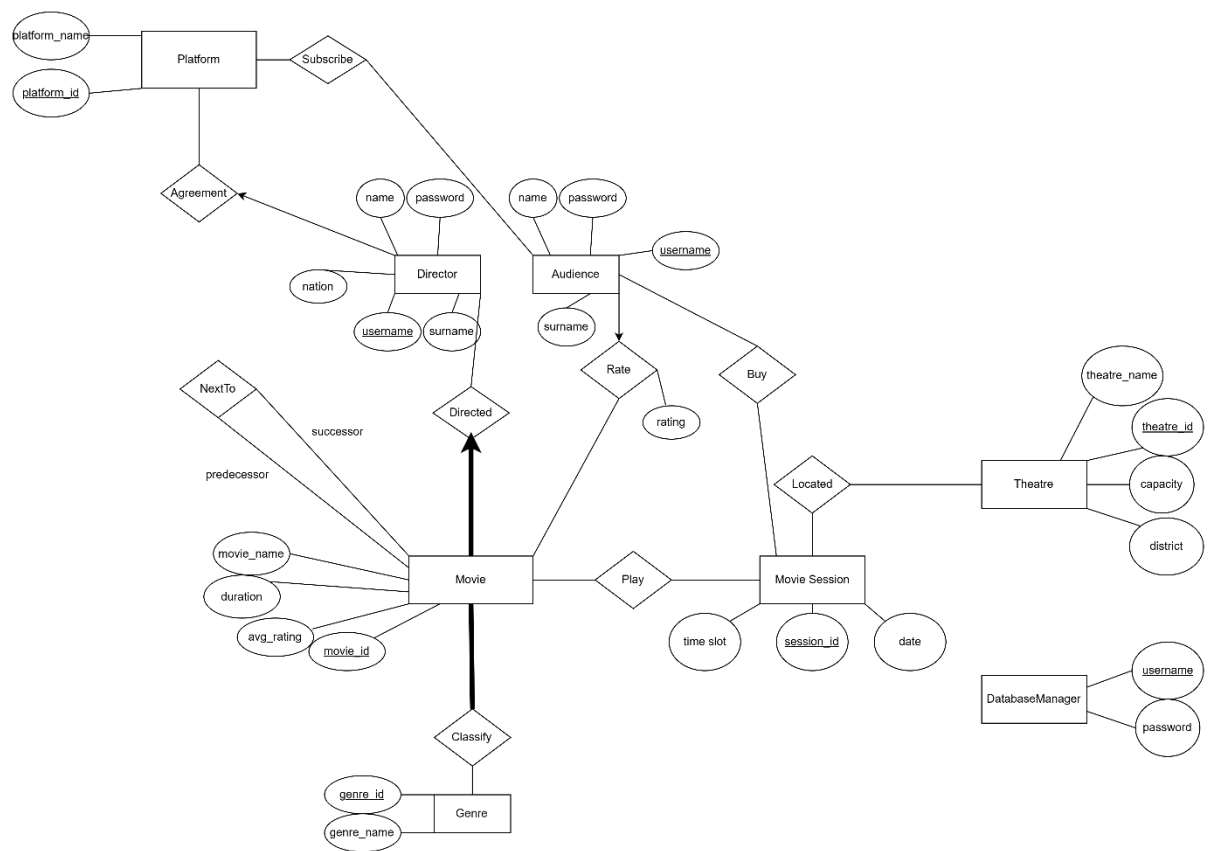 platform_name
Platform
Subscribe
platform_id
Agreement
name
password
name
password
username
nation
Director
Audience
username
surname
surname
NextTo
successor
predecessor
Directed
Rate
rating
Buy
theatre_name
theatre_id
Located
Theatre
capacity
district
movie_name
duration
avg_rating
movie_id
Movie
Play
Movie Session
time slot
session_id
date
DatabaseManager
username
password
Classify
genre_id
Genre
genre_name